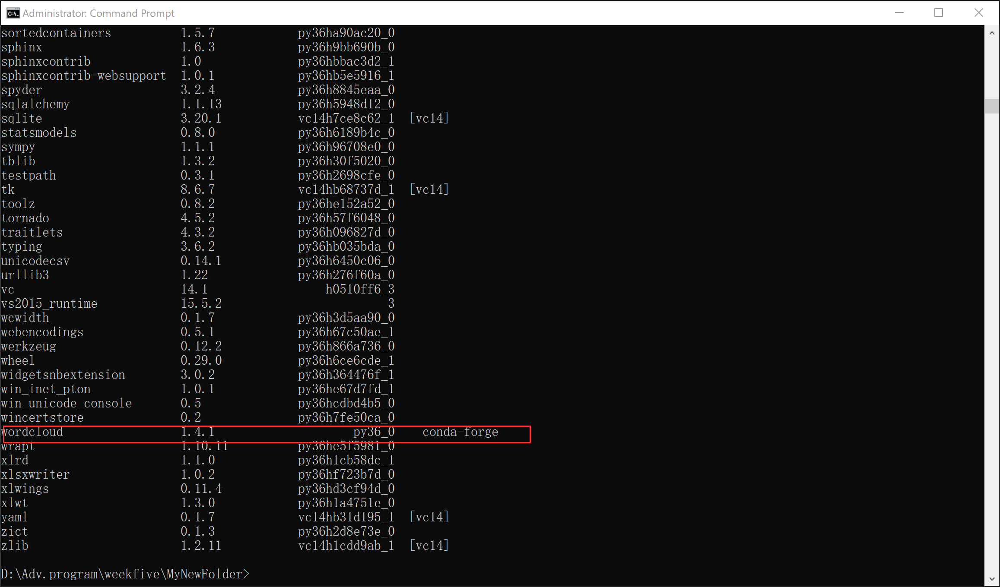 Administrator: Command Prompt
sortedcontainers 1.5.7 py36ha90ac20_0
sphinx 1.6.3 py36h9bb690b_0
sphinxcontrib 1.0 py36hbbac3d2_1
sphinxcontrib-websupport 1.0.1 py36hb5e5916_1
spyder 3.2.4 py36h8845eaa_0
sqlalchemy 1.1.13 py36h5948d12_0
sqlite 3.20.1 vc14h7ce8c62_1 [vc14]
statsmodels 0.8.0 py36h6189b4c_0
sympy 1.1.1 py36h96708e0_0
tblib 1.3.2 py36h30f5020_0
testpath 0.3.1 py36h2698cfe_0
tk 8.6.7 vc14hb68737d_1 [vc14]
toolz 0.8.2 py36he152a52_0
tornado 4.5.2 py36h57f6048_0
traitlets 4.3.2 py36h096827d_0
typing 3.6.2 py36hb035bda_0
unicodecsv 0.14.1 py36h6450c06_0
urllib3 1.22 py36h276f60a_0
vc 14.1 h0510ff6_3
vs2015_runtime 15.5.2 3
wcwidth 0.1.7 py36h3d5aa90_0
webencodings 0.5.1 py36h67c50ae_1
werkzeug 0.12.2 py36h866a736_0
wheel 0.29.0 py36h6ce6cde_1
widgetsnbextension 3.0.2 py36h364476f_1
win_inet_pton 1.0.1 py36he67d7fd_1
win_unicode_console 0.5 py36hcdbd4b5_0
wincertstore 0.2 py36h7fe50ca_0
wordcloud 1.4.1 py36_0 conda-forge
wrapt 1.10.11 py36he5f5981_0
xlrd 1.1.0 py36h1cb58dc_1
xlsxwriter 1.0.2 py36hf723b7d_0
xlwings 0.11.4 py36hd3cf94d_0
xlwt 1.3.0 py36h1a4751e_0
yaml 0.1.7 vc14hb31d195_1 [vc14]
zict 0.1.3 py36h2d8e73e_0
zlib 1.2.11 vc14h1cdd9ab_1 [vc14]
D:\Adv.program\weekfive\MyNewFolder>